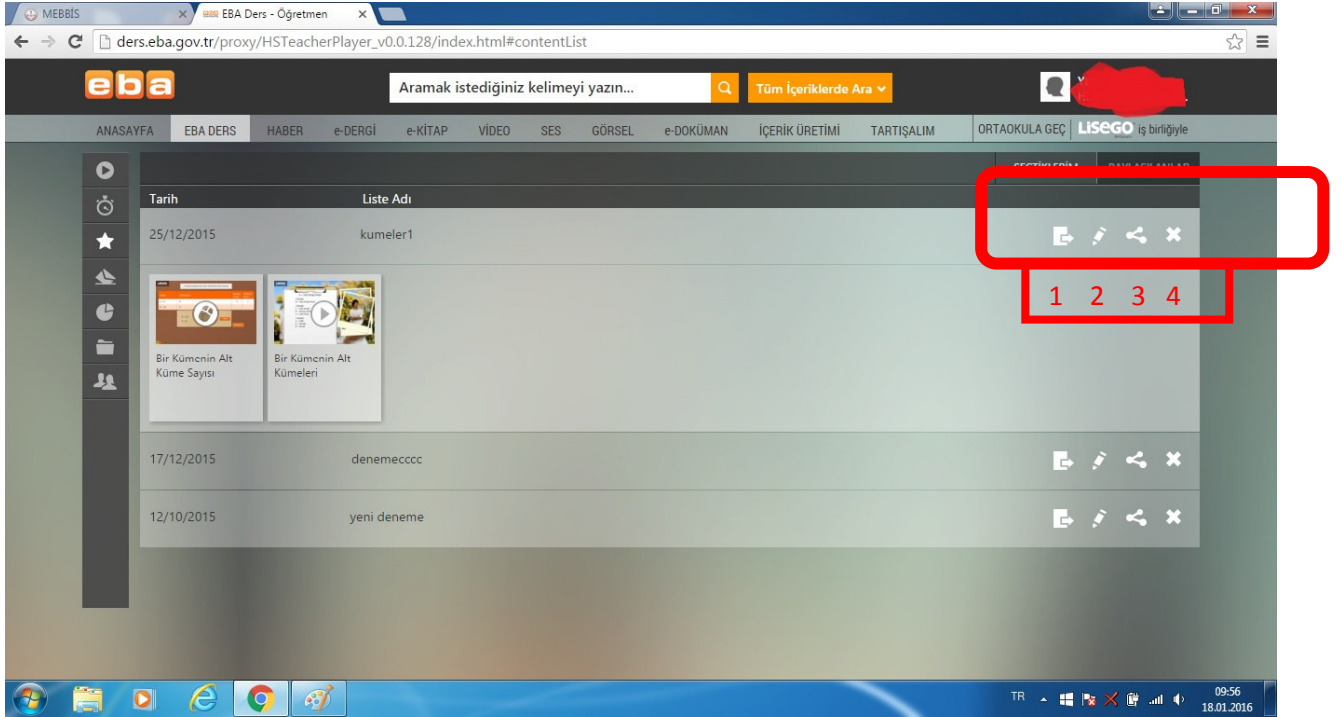 MEBBİS
EBA Ders - Öğretmen
ders.eba.gov.tr/proxy/HSTeacherPlayer_v0.0.128/index.html#contentList
eba
Aramak istediğiniz kelimeyi yazın...
Tüm İçeriklerde Ara
ANASAYFA EBA DERS HABER e-DERGİ e-KİTAP VİDEO SES GÖRSEL e-DOKÜMAN İÇERİK ÜRETİMİ TARTIŞALIM ORTAOKULA GEÇ LiSEGO iş birliğiyle
SEÇTİKLERİM PAYLAŞILANLAR
Tarih Liste Adı
25/12/2015 kumeler1
1 2 3 4
Bir Kümenin Alt
Küme Sayısı
Bir Kümenin Alt
Kümeleri
17/12/2015 denemecccc
12/10/2015 yeni deneme
TR
09:56
18.01.2016